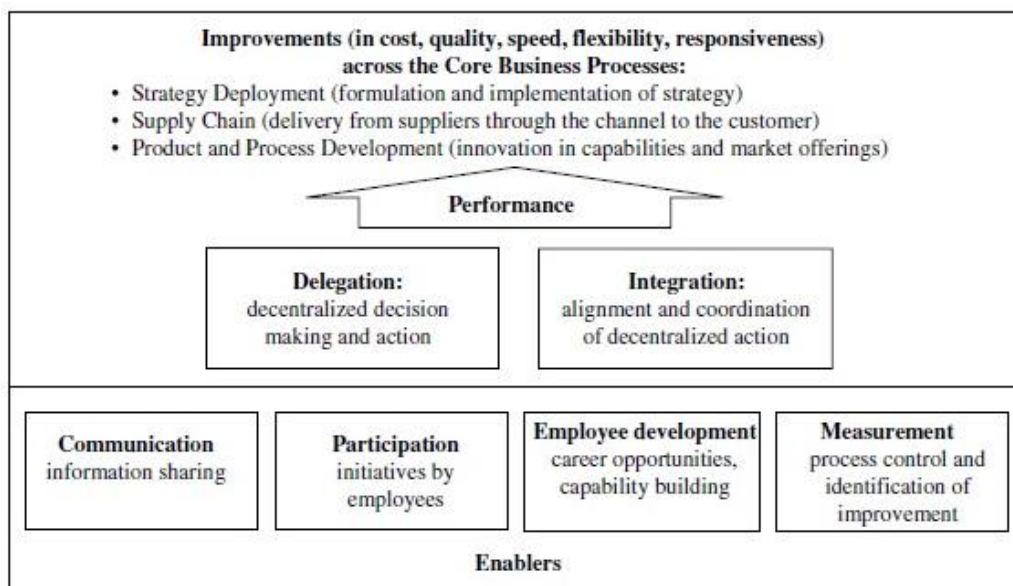 Improvements (in cost, quality, speed, flexibility, responsiveness)
across the Core Business Processes:
• Strategy Deployment (formulation and implementation of strategy)
• Supply Chain (delivery from suppliers through the channel to the customer)
• Product and Process Development (innovation in capabilities and market offerings)
Performance
Delegation:
decentralized decision
making and action
Integration:
alignment and coordination
of decentralized action
Communication
information sharing
Participation
initiatives by
employees
Employee development
career opportunities,
capability building
Measurement
process control and
identification of
improvement
Enablers